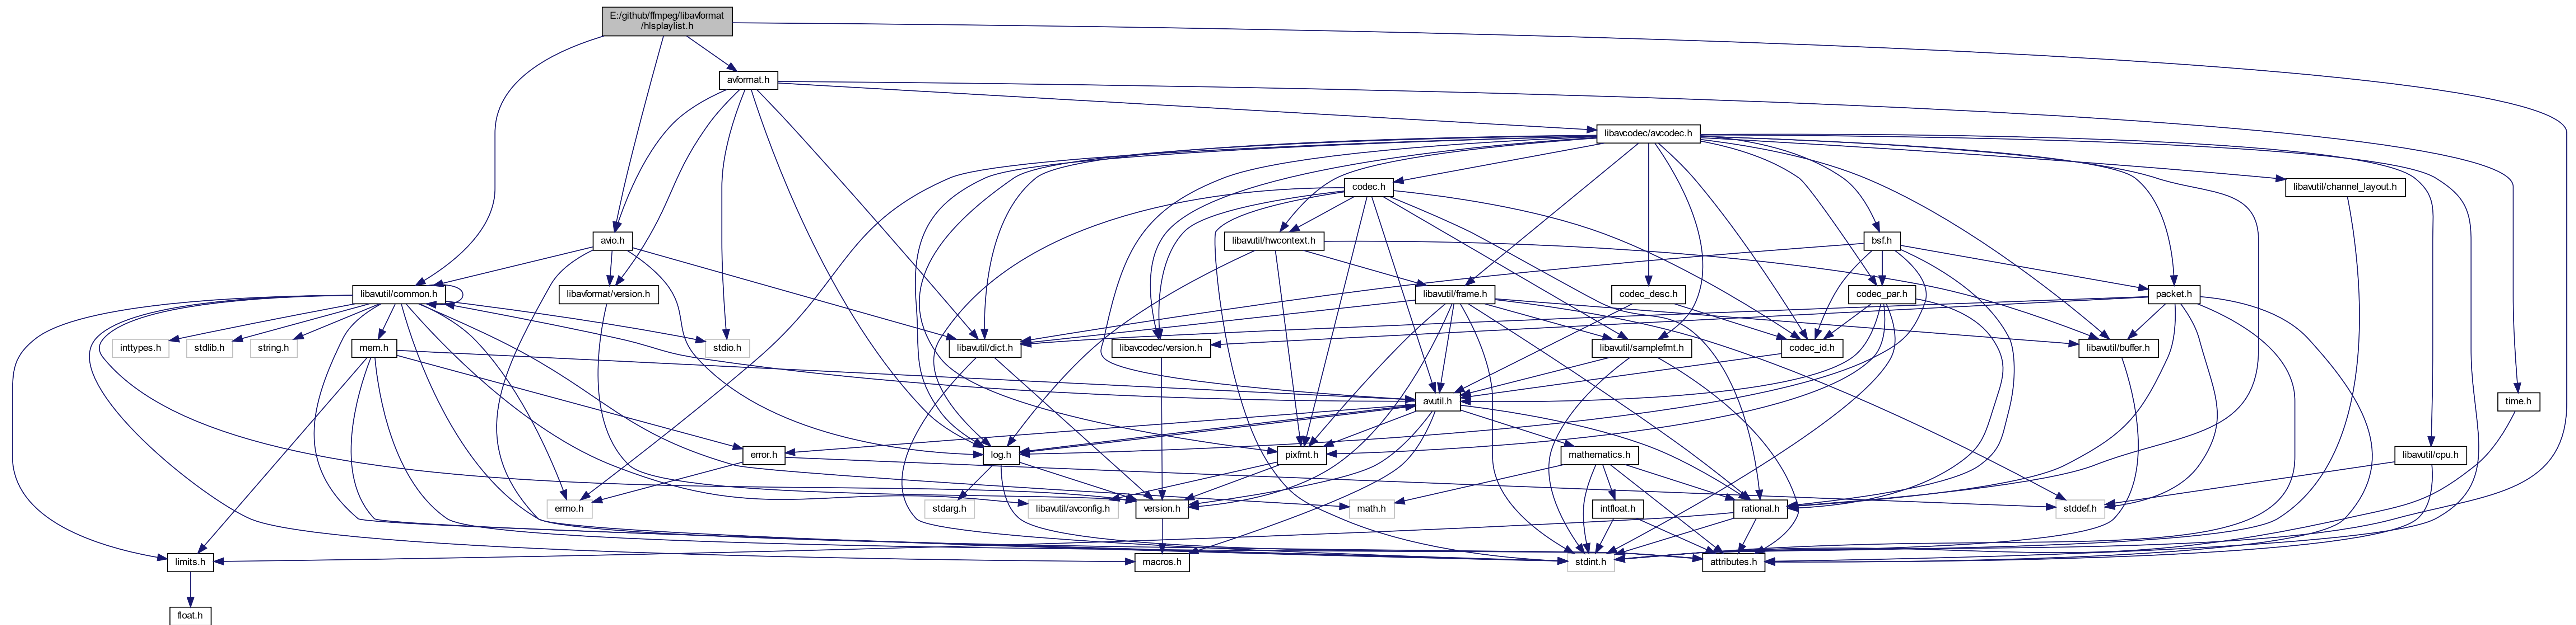 E:/github/ffmpeg/libavformat
/hlsplaylist.h
avformat.h
libavcodec/avcodec.h
codec.h
libavutil/channel_layout.h
avio.h
libavutil/hwcontext.h
bsf.h
libavutil/common.h
libavformat/version.h
libavutil/frame.h
codec_desc.h
codec_par.h
packet.h
inttypes.h
stdlib.h
string.h
mem.h
stdio.h
libavutil/dict.h
libavcodec/version.h
libavutil/samplefmt.h
codec_id.h
libavutil/buffer.h
avutil.h
time.h
error.h
log.h
pixfmt.h
mathematics.h
libavutil/cpu.h
errno.h
stdarg.h
libavutil/avconfig.h
version.h
math.h
intfloat.h
rational.h
stddef.h
limits.h
macros.h
stdint.h
attributes.h
float.h